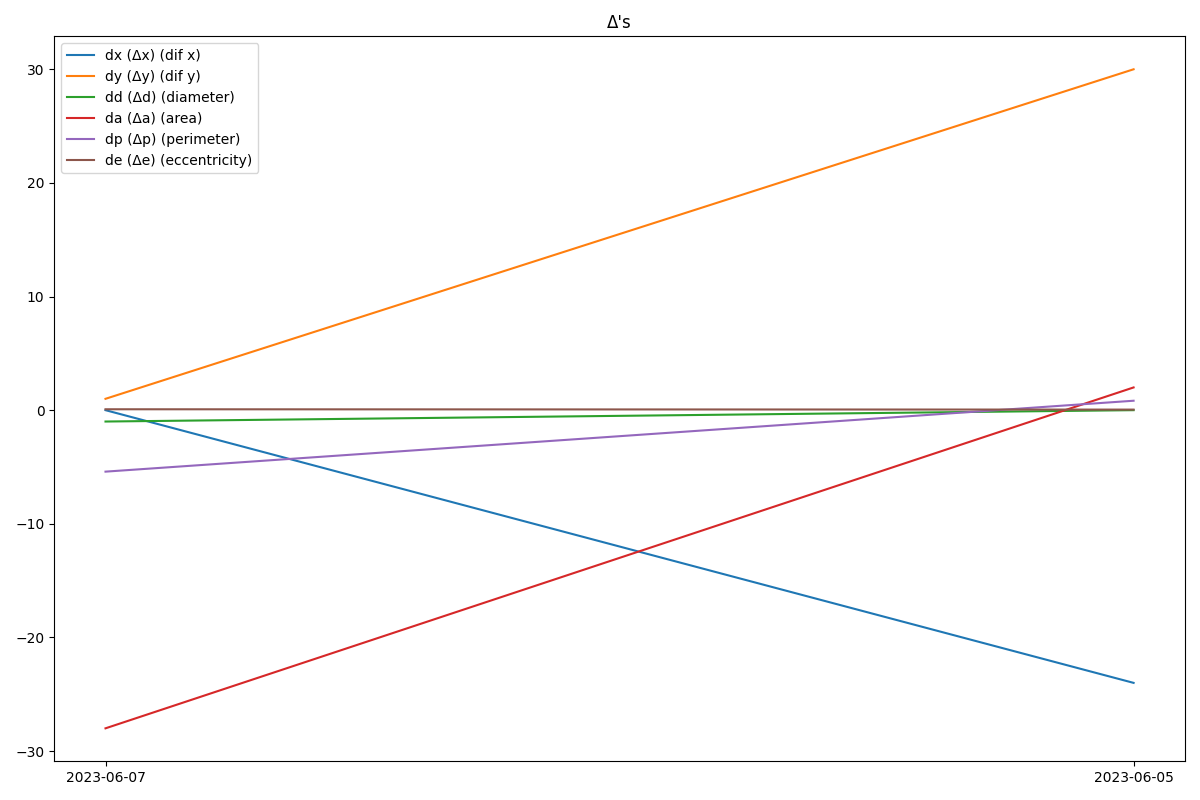 Δ's
dx (Δx) (dif x)
dy (Δy) (dif y)
dd (Δd) (diameter)
da (Δa) (area)
dp (Δp) (perimeter)
de (Δe) (eccentricity)
30
20
10
0
−10
−20
−30
2023-06-07 2023-06-05